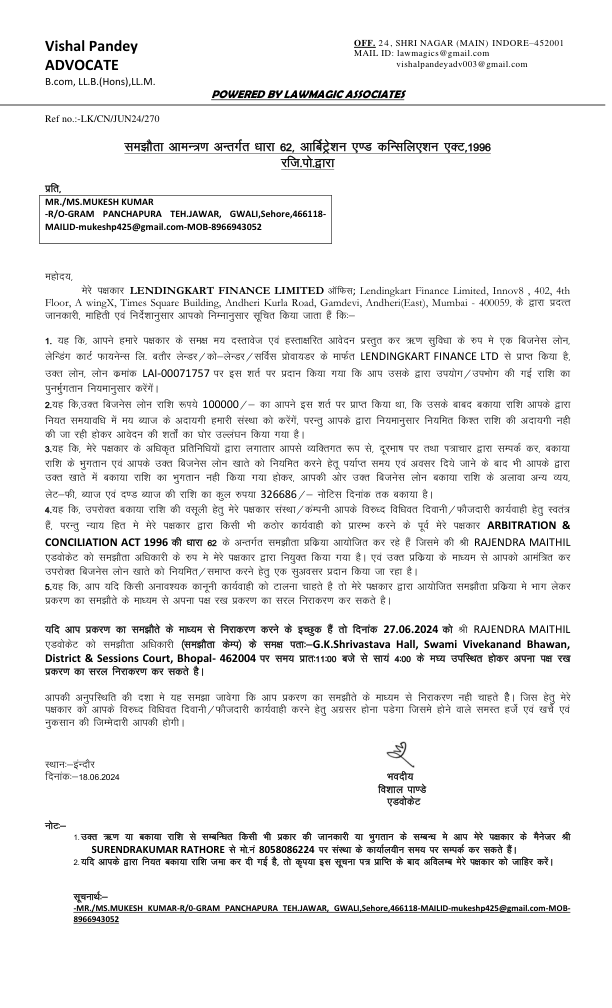 Vishal Pandey
ADVOCATE
B.com, LL.B.(Hons),LL.M.
OFF. 24, SHRI NAGAR (MAIN) INDORE–452001
MAIL ID: lawmagics@gmail.com
vishalpandeyadv003@gmail.com
POWERED BY LAWMAGIC ASSOCIATES
Ref no.:-LK/CN/JUN24/270
समझौता आमन्त्रण अन्तर्गत धारा 62, आर्बिट्रेशन एण्ड कन्सिलिएशन एक्ट,1996
रजि.पो.द्वारा
प्रति,
MR./MS.MUKESH KUMAR
-R/O-GRAM PANCHAPURA TEH.JAWAR, GWALI,Sehore,466118-
MAILID-mukeshp425@gmail.com-MOB-8966943052
महोदय,
मेरे पक्षकार LENDINGKART FINANCE LIMITED ऑफिस; Lendingkart Finance Limited, Innov8 , 402, 4th
Floor, A wingX, Times Square Building, Andheri Kurla Road, Gamdevi, Andheri(East), Mumbai - 400059, के द्वारा प्रदत्त
जानकारी, माहिती एवं निर्देशानुसार आपको निम्नानुसार सूचित किया जाता हैं कि:–
1. यह कि, आपने हमारे पक्षकार के समक्ष मय दस्तावेज एवं हस्ताक्षरित आवेदन प्रस्तुत कर ऋण सुविधा के रुप मे एक बिजनेस लोन,
लेन्डिंग कार्ट फायनेन्स लि. बतौर लेन्डर/को–लेन्डर/सर्विस प्रोवायडर के मार्फत LENDINGKART FINANCE LTD से प्राप्त किया है,
उक्त लोन, लोन क्रमांक LAI-00071757 पर इस शर्त पर प्रदान किया गया कि आप उसके द्वारा उपयोग/उपभोग की गई राशि का
पुनर्मुगतान नियमानुसार करेंगें।
2.यह कि,उक्त बिजनेस लोन राशि रूपये 100000/– का आपने इस शर्त पर प्राप्त किया था, कि उसके बाबद बकाया राशि आपके द्वारा
नियत समयावधि में मय ब्याज के अदायगी हमारी संस्था को करेंगें, परन्तु आपके द्वारा नियमानुसार नियमित किश्त राशि की अदायगी नही
की जा रही होकर आवेदन की शर्तों का घोर उल्लंघन किया गया है।
3.यह कि, मेरे पक्षकार के अधिकृत प्रतिनिधियों द्वारा लगातार आपसे व्यक्तिगत रूप से, दूरभाष पर तथा पत्राचार द्वारा सम्पर्क कर, बकाया
राशि के भुगतान एवं आपके उक्त बिजनेस लोन खाते को नियमित करने हेतू पर्याप्त समय एवं अवसर दिये जाने के बाद भी आपके द्वारा
उक्त खाते में बकाया राशि का भुगतान नही किया गया होकर, आपकी ओर उक्त बिजनेस लोन बकाया राशि के अलावा अन्य व्यय,
लेट–फी, ब्याज एवं दण्ड ब्याज की राशि का कुल रुपया 326686/– नोटिस दिनांक तक बकाया है।
4.यह कि, उपरोक्त बकाया राशि की वसूली हेतु मेरे पक्षकार संस्था/कंम्पनी आपके विरुध्द विधिवत दिवानी/फौजदारी कार्यवाही हेतु स्वतंत्र
हैं, परन्तु न्याय हित मे मेरे पक्षकार द्वारा किसी भी कठोर कार्यवाही को प्रारम्भ करने के पूर्व मेरे पक्षकार ARBITRATION &
CONCILIATION ACT 1996 की धारा 62 के अन्तर्गत समझौता प्रक्रिया आयोजित कर रहे हैं जिसमे की श्री RAJENDRA MAITHIL
एडवोकेट को समझौता अधिकारी के रुप मे मेरे पक्षकार द्वारा नियुक्त किया गया है। एवं उक्त प्रक्रिया के माध्यम से आपको आमंत्रित कर
उपरोक्त बिजनेस लोन खाते को नियमित/समाप्त करने हेतु एक सुअवसर प्रदान किया जा रहा है।
5.यह कि, आप यदि किसी अनावश्यक कानूनी कार्यवाही को टालना चाहते है तो मेरे पक्षकार द्वारा आयोजित समझौता प्रक्रिया मे भाग लेकर
प्रकरण का समझौते के माध्यम से अपना पक्ष रख प्रकरण का सरल निराकरण कर सकते है।
यदि आप प्रकरण का समझौते के माध्यम से निराकरण करने के इच्छुक हैं तो दिनांक 27.06.2024 को श्री RAJENDRA MAITHIL
एडवोकेट को समझौता अधिकारी (समझौता केम्प) के समक्ष पता:–G.K.Shrivastava Hall, Swami Vivekanand Bhawan,
District & Sessions Court, Bhopal- 462004 पर समय प्रातः11:00 बजे से सायं 4:00 के मध्य उपस्थित होकर अपना पक्ष रख
प्रकरण का सरल निराकरण कर सकते है।
आपकी अनुपस्थिति की दशा मे यह समझा जावेगा कि आप प्रकरण का समझौते के माध्यम से निराकरण नही चाहते है। जिस हेतु मेरे
पक्षकार को आपके विरुध्द विधिवत दिवानी/फौजदारी कार्यवाही करने हेतु अग्रसर होना पडेगा जिसमे होने वाले समस्त हर्जे एवं खर्चे एवं
नुकसान की जिम्मेदारी आपकी होगी।
स्थानः–इंन्दौर
दिनांकः–18.06.2024
भवदीय
विशाल पाण्डे
एडवोकेट
नोटः–
1.उक्त ऋण या बकाया राशि से सम्बन्धित किसी भी प्रकार की जानकारी या भुगतान के सम्बन्ध मे आप मेरे पक्षकार के मैनेजर श्री
SURENDRAKUMAR RATHORE से मो.नं 8058086224 पर संस्था के कार्यालयीन समय पर सम्पर्क कर सकते हैं।
2.यदि आपके द्वारा नियत बकाया राशि जमा कर दी गई है, तो कृपया इस सूचना पत्र प्राप्ति के बाद अविलम्ब मेरे पक्षकार को जाहिर करें।
सूचनार्थः–
-MR./MS.MUKESH KUMAR-R/0-GRAM PANCHAPURA TEH.JAWAR, GWALI,Sehore,466118-MAILID-mukeshp425@gmail.com-MOB-
8966943052